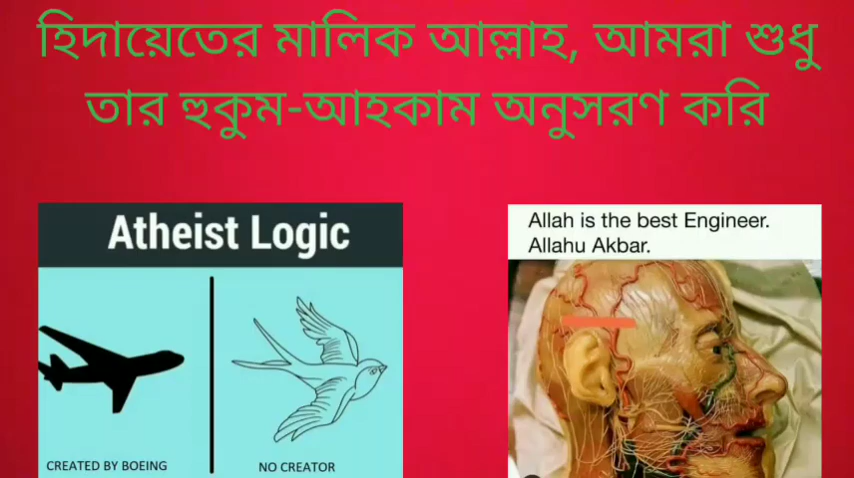 হিদায়েতের মালিক আল্লাহ, আমরা শুধু
তার হুকুম-আহকাম অনুসরণ করি
Atheist Logic
CREATED BY BOEING
NO CREATOR
Allah is the best Engineer.
Allahu Akbar.